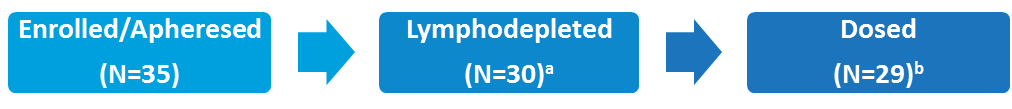 Enrolled/Apheresed
(N=35)
Lymphodepleted
(N=30)ᵃ
Dosed
(N=29)ᵇ